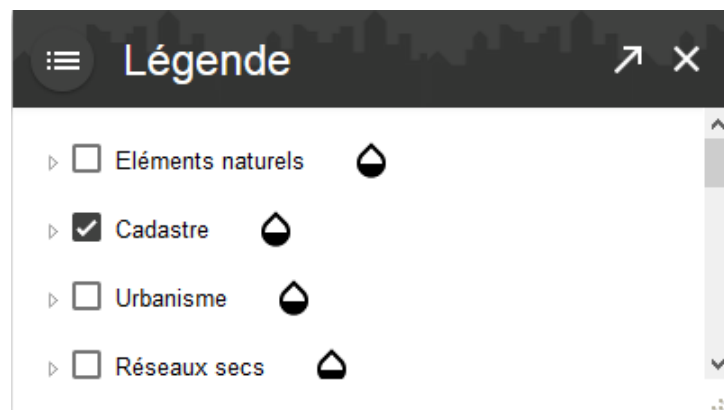 Légende
Eléments naturels
Cadastre
Urbanisme
Réseaux secs